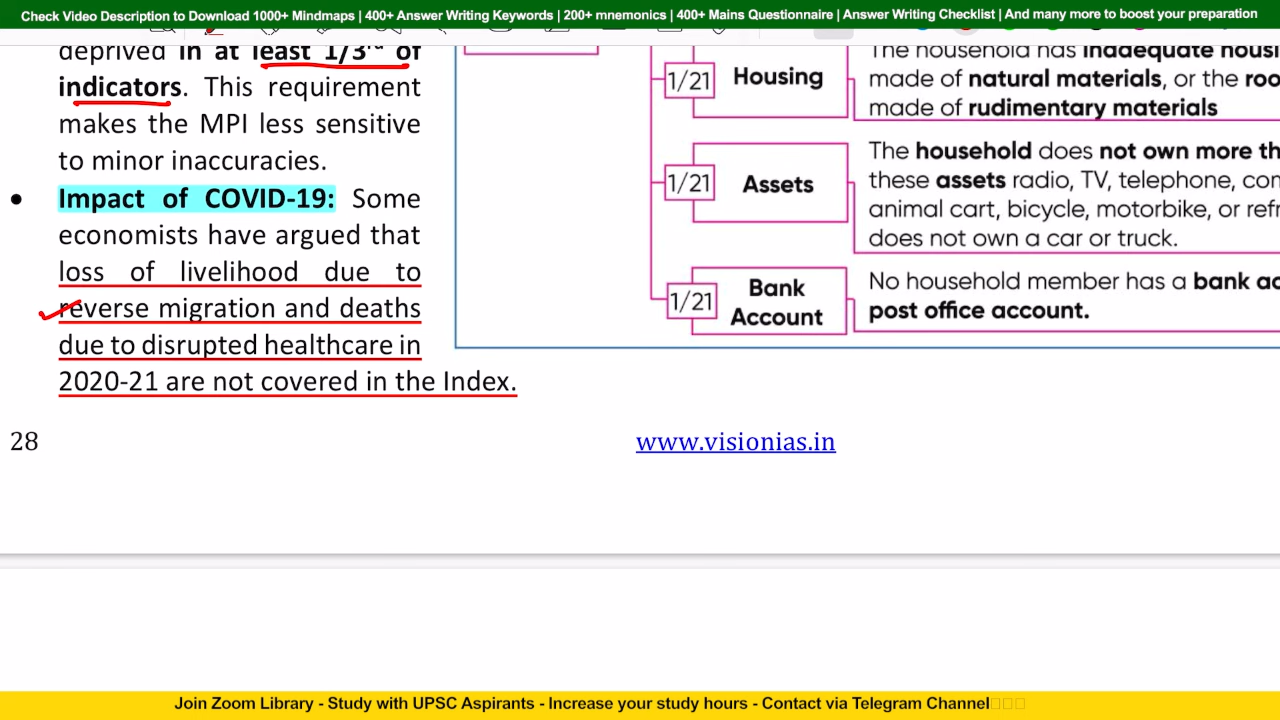 Check Video Description to Download 1000+ Mindmaps | 400+ Answer Writing Keywords | 200+ mnemonics | 400+ Mains Questionnaire | Answer Writing Checklist | And many more to boost your preparation
deprived in at least 1/3rd of
indicators. This requirement
makes the MPI less sensitive
to minor inaccuracies.
• Impact of COVID-19: Some
economists have argued that
loss of livelihood due to
reverse migration and deaths
due to disrupted healthcare in
2020-21 are not covered in the Index.
1/21
Housing
The household has inadequate housi
made of natural materials, or the roo
made of rudimentary materials
1/21
Assets
The household does not own more th
these assets radio, TV, telephone, com
animal cart, bicycle, motorbike, or refr
does not own a car or truck.
1/21
Bank
Account
No household member has a bank ac
post office account.
28
www.visionias.in
Join Zoom Library - Study with UPSC Aspirants - Increase your study hours - Contact via Telegram Channel